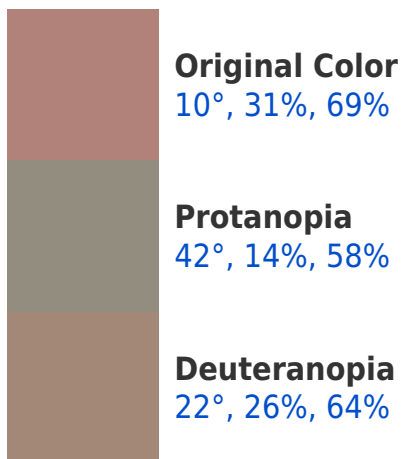 Original Color
10°, 31%, 69%
Protanopia
42°, 14%, 58%
Deuteranopia
22°, 26%, 64%